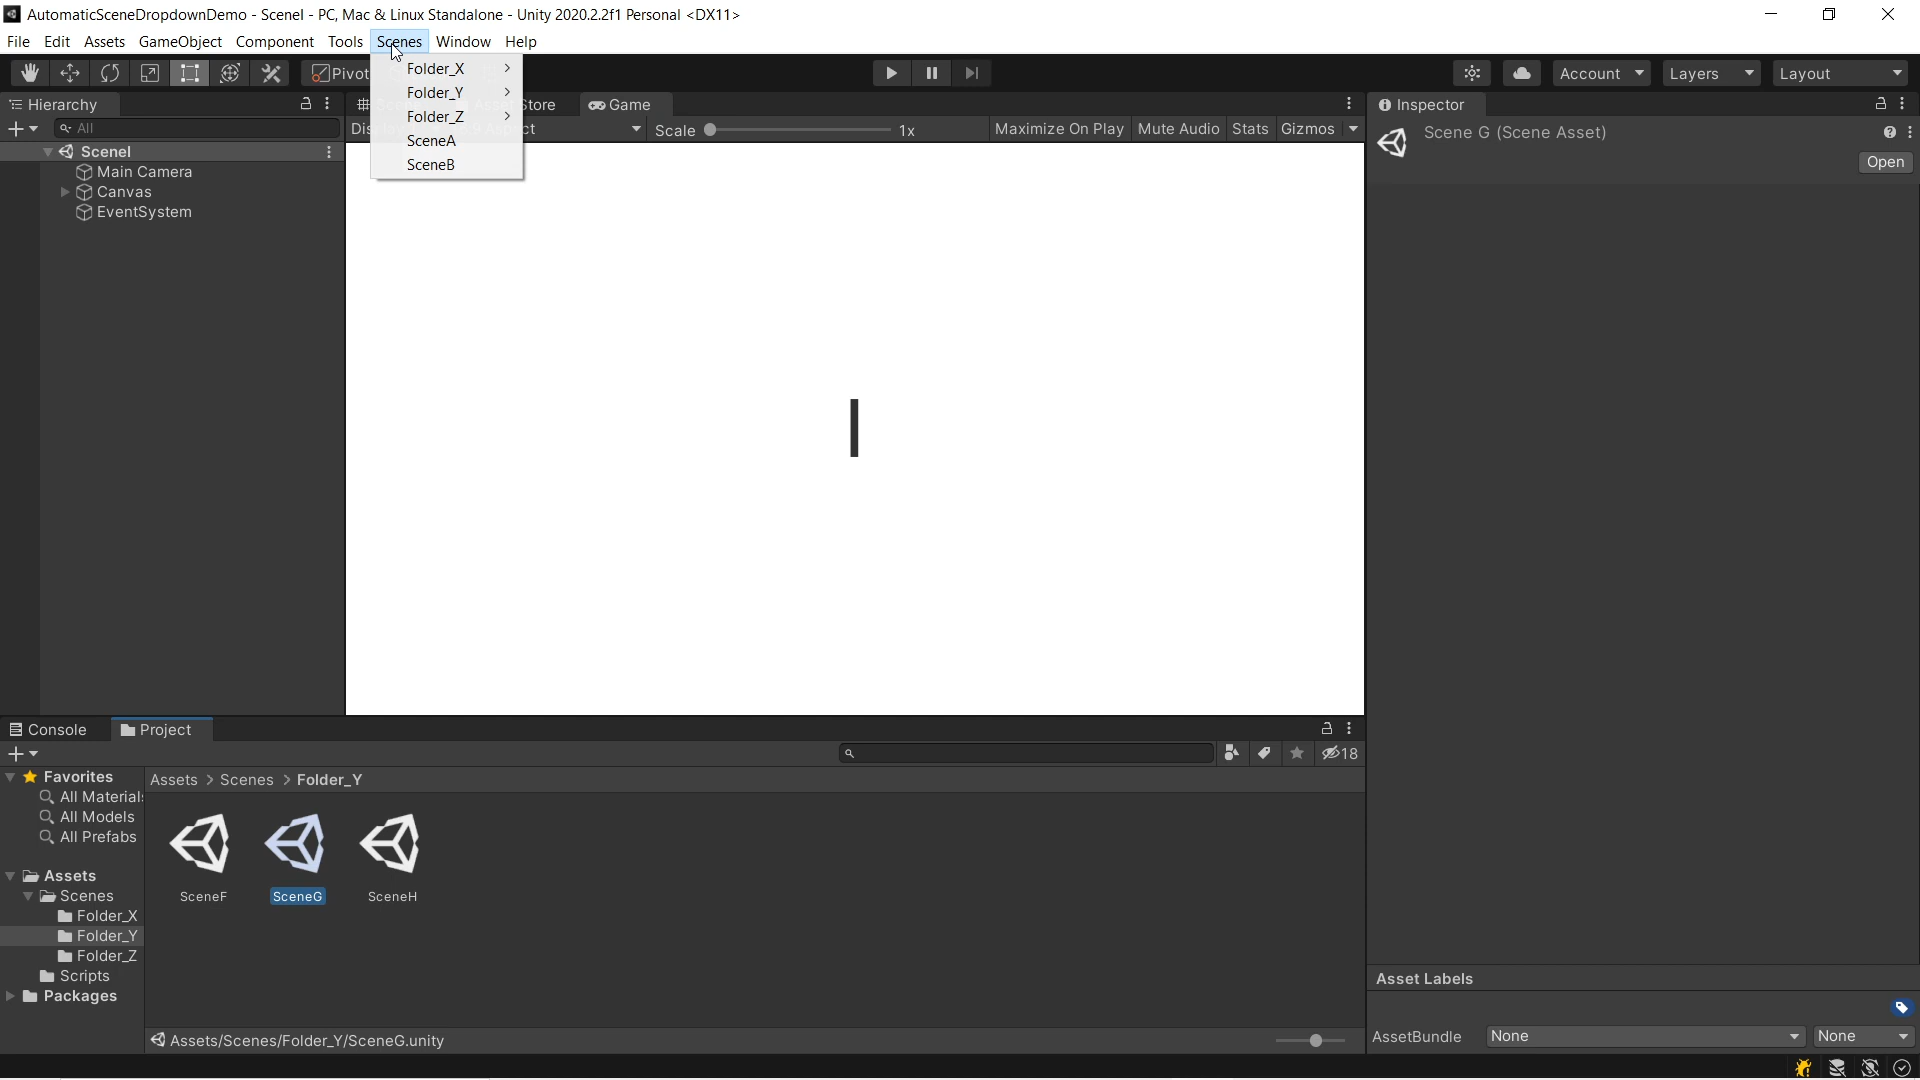 AutomaticSceneDropdownDemo - SceneI - PC, Mac & Linux Standalone - Unity 2020.2.2f1 Personal <DX11>
File Edit Assets GameObject Component Tools Scenes Window Help
Pivot
Account Layers Layout
Folder_X
Folder_Y
Folder_Z
SceneA
SceneB
Hierarchy
Store
Game
Inspector
All
Scale 1x Maximize On Play Mute Audio Stats Gizmos
Scene G (Scene Asset)
Open
SceneI
Main Camera
Canvas
EventSystem
I
Console Project
18
Favorites
All Materials
All Models
All Prefabs
Assets
Scenes
Folder_X
Folder_Y
Folder_Z
Scripts
Packages
Assets > Scenes > Folder_Y
SceneF SceneG SceneH
Assets/Scenes/Folder_Y/SceneG.unity
Asset Labels
AssetBundle None None